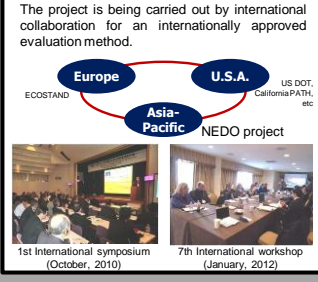 The project is being carried out by international
collaboration for an internationally approved
evaluation method.
Europe
U.S.A.
ECOSTAND
US DOT,
California PATH,
etc
Asia-
Pacific
NEDO project
1st International symposium
(October, 2010)
7th International workshop
(January, 2012)